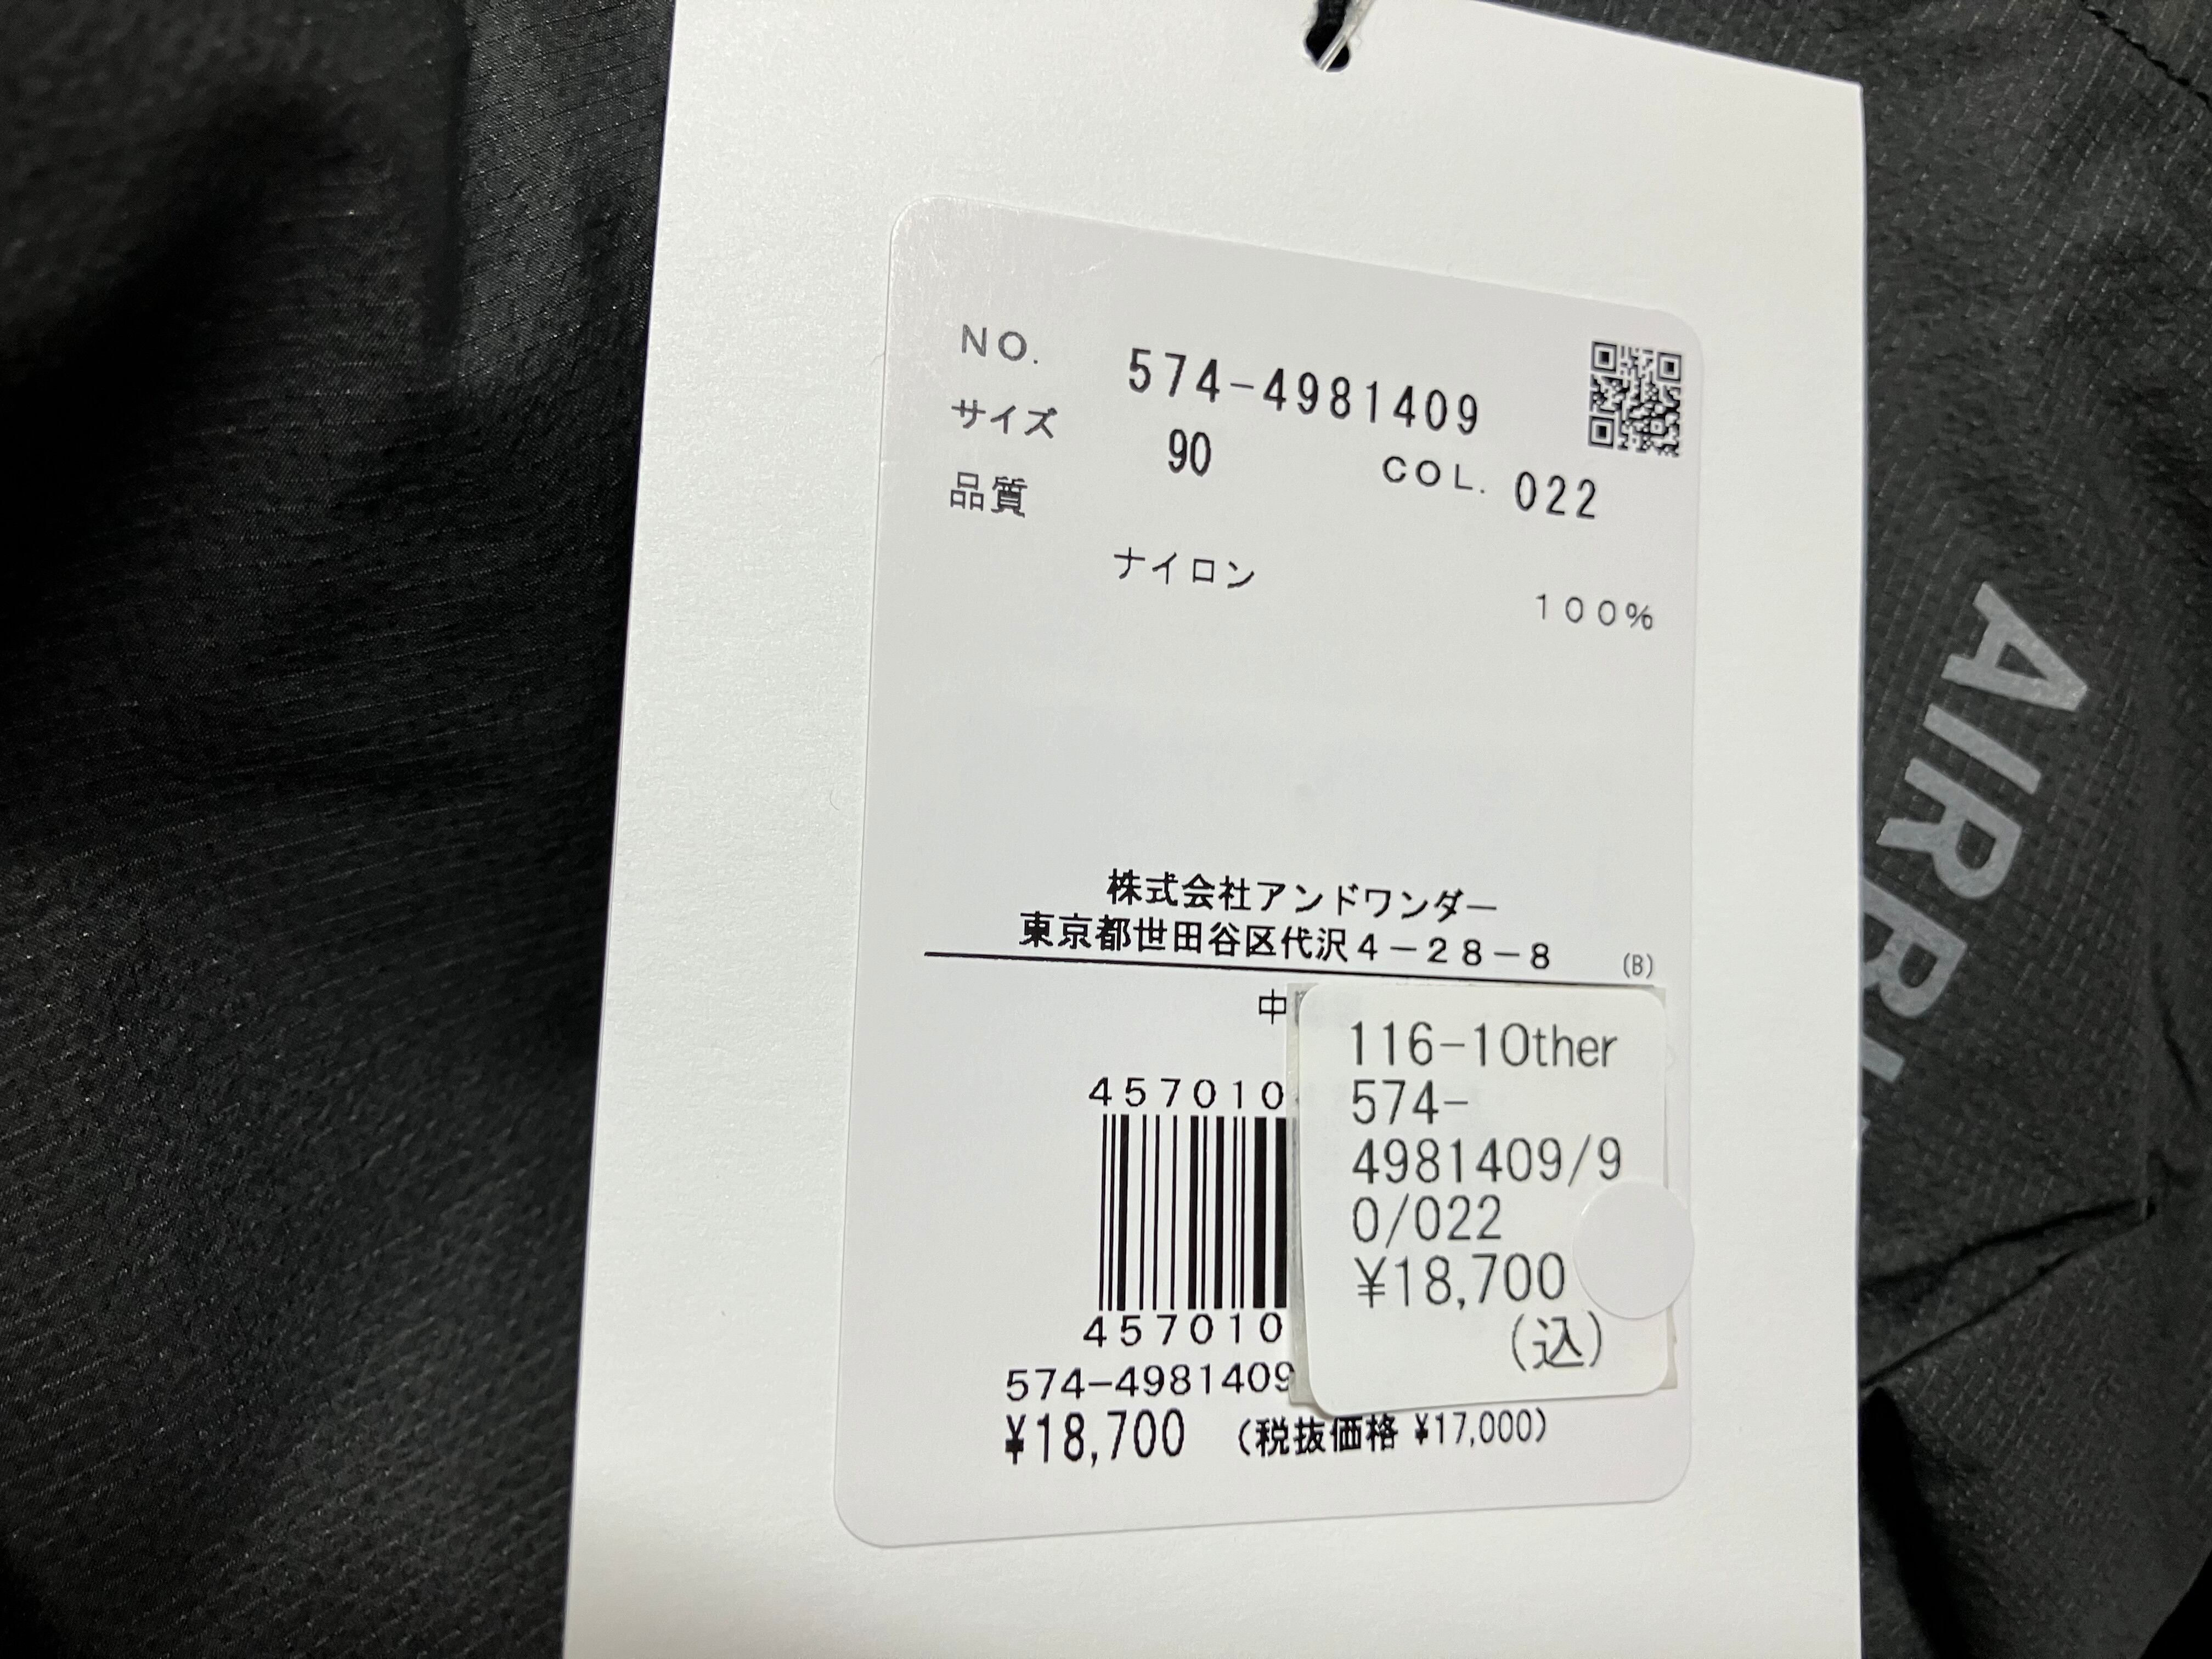 NO. 574-4981409
サイズ 90 COL. 022
品質
ナイロン 100%
株式会社アンドワンダー
東京都世田谷区代沢4-28-8 (B)
中
457010
457010
574-4981409
¥18,700 (税抜価格 ¥17,000)
116-1Other
574-
4981409/9
0/022
¥18,700
(込)
AIRR